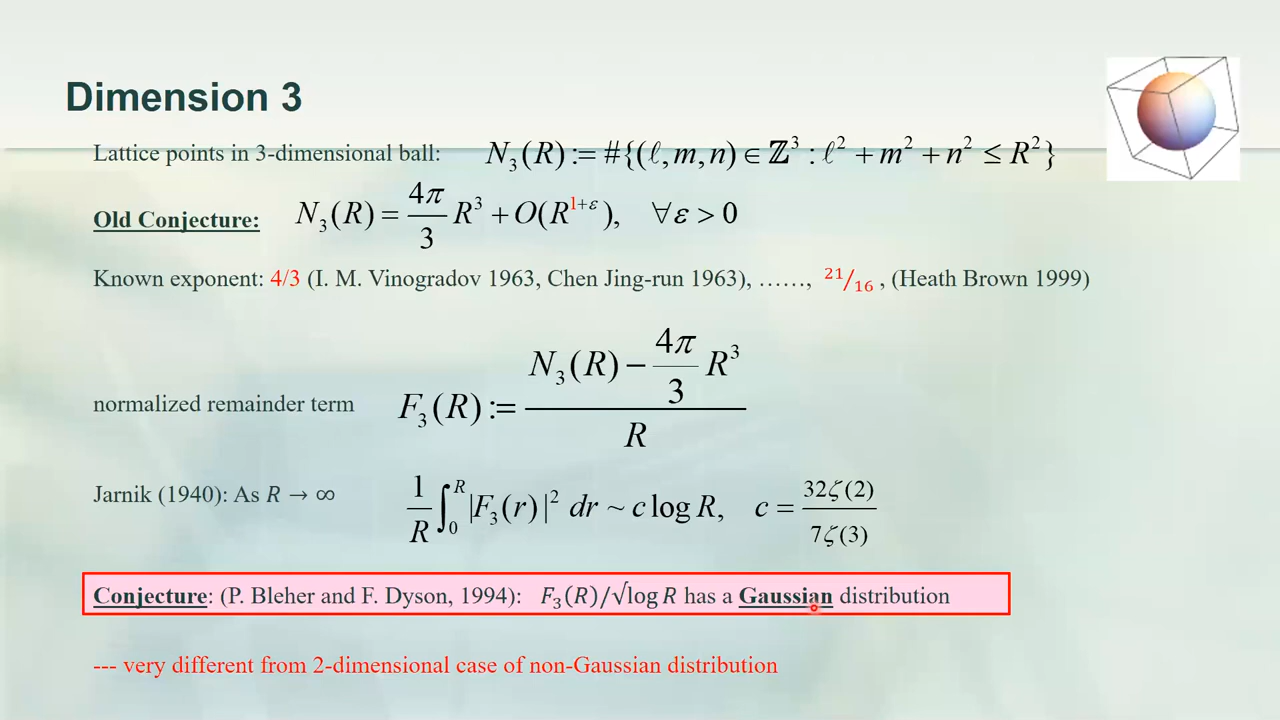 Dimension 3
Lattice points in 3-dimensional ball: N₃(R) := #{(ℓ, m, n) ∈ ℤ³ : ℓ² + m² + n² ≤ R²}
Old Conjecture: N₃(R) = 4π/3 R³ + O(R¹⁺ᵋ), ∀ε > 0
Known exponent: 4/3 (I. M. Vinogradov 1963, Chen Jing-run 1963), ……, 21/16 , (Heath Brown 1999)
normalized remainder term F₃(R) := (N₃(R) − 4π/3 R³) / R
Jarnik (1940): As R → ∞ 1/R ∫₀ᴿ |F₃(r)|² dr ~ c log R, c = 32ζ(2) / 7ζ(3)
Conjecture: (P. Bleher and F. Dyson, 1994): F₃(R)/√log R has a Gaussian distribution
--- very different from 2-dimensional case of non-Gaussian distribution